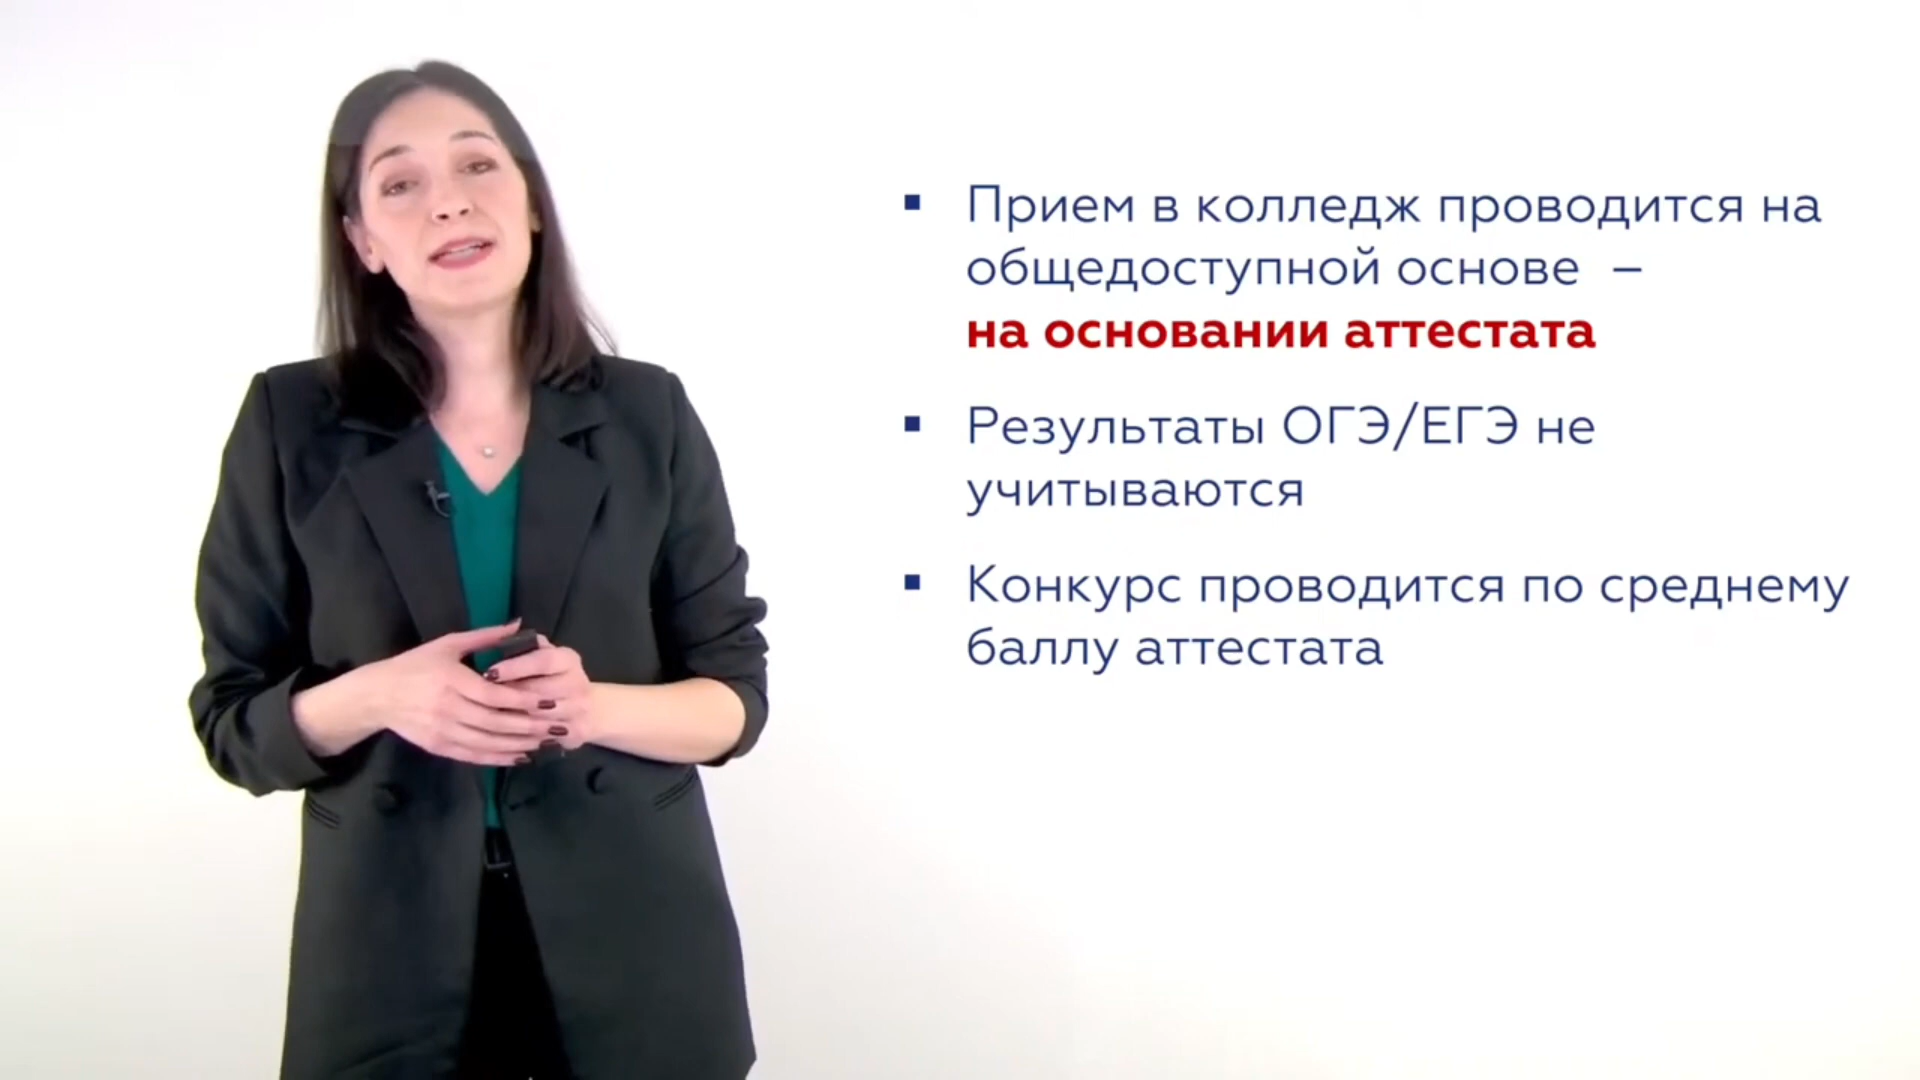 ▪ Прием в колледж проводится на
общедоступной основе –
на основании аттестата
▪ Результаты ОГЭ/ЕГЭ не
учитываются
▪ Конкурс проводится по среднему
баллу аттестата